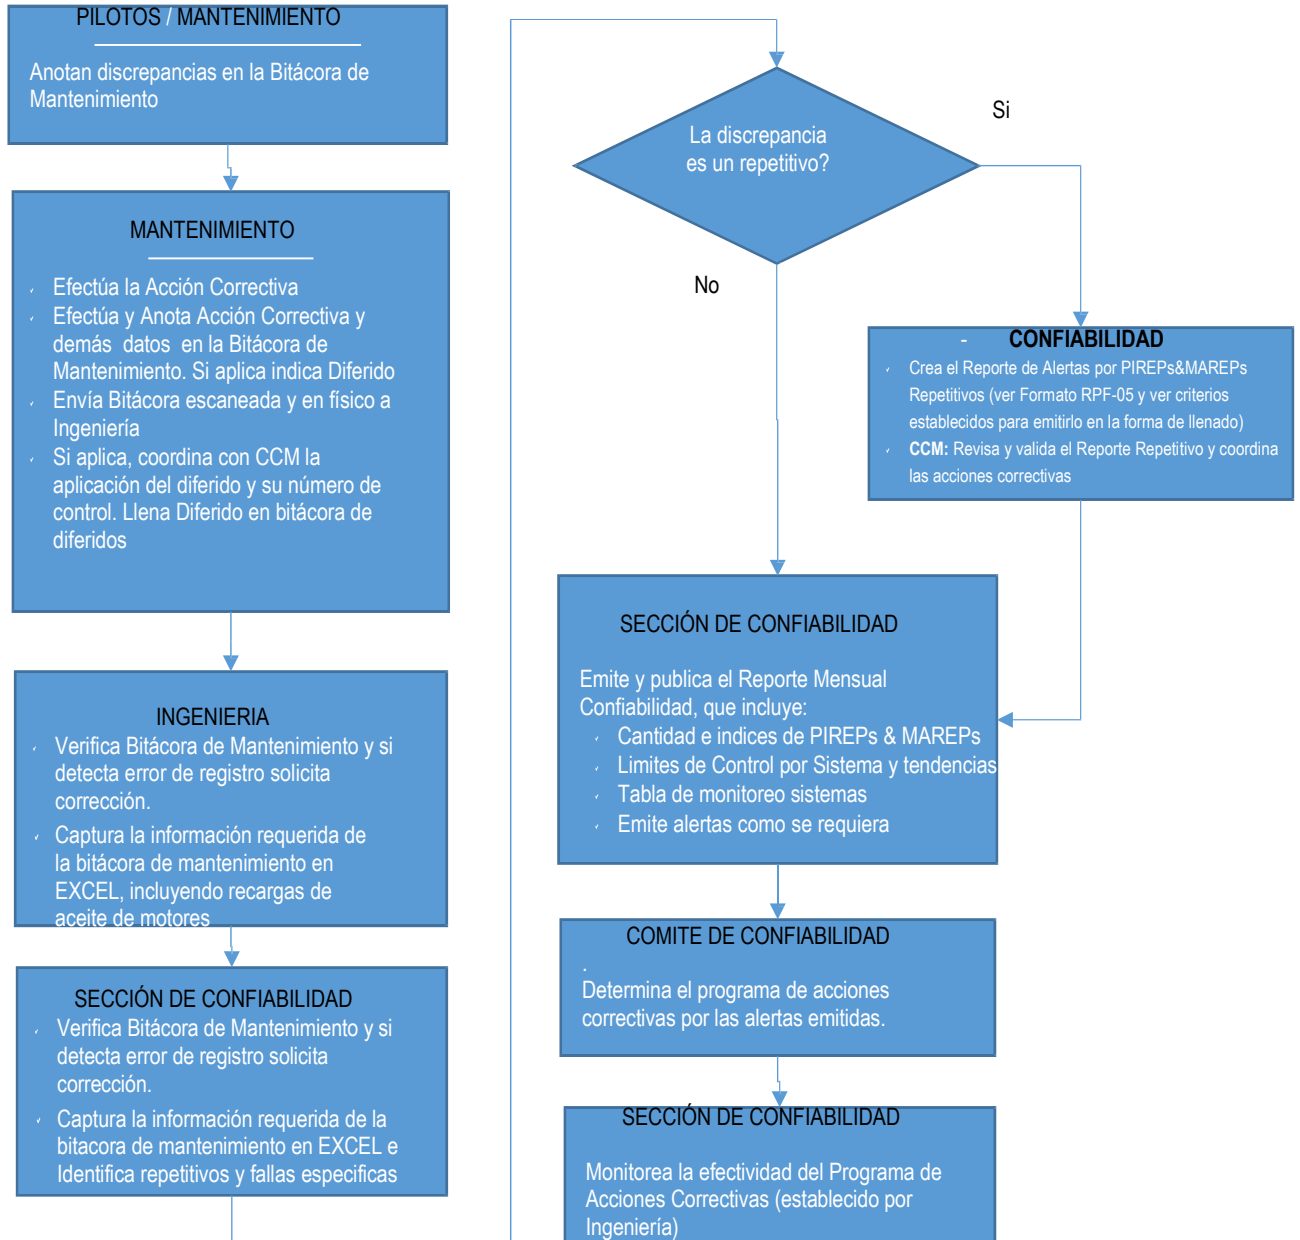 PILOTOS / MANTENIMIENTO
Anotan discrepancias en la Bitácora de
Mantenimiento
MANTENIMIENTO
Efectúa la Acción Correctiva
Efectúa y Anota Acción Correctiva y
demás datos en la Bitácora de
Mantenimiento. Si aplica indica Diferido
Envía Bitácora escaneada y en físico a
Ingeniería
Si aplica, coordina con CCM la
aplicación del diferido y su número de
control. Llena Diferido en bitácora de
diferidos
INGENIERIA
Verifica Bitácora de Mantenimiento y si
detecta error de registro solicita
corrección.
Captura la información requerida de
la bitácora de mantenimiento en
EXCEL, incluyendo recargas de
aceite de motores
SECCIÓN DE CONFIABILIDAD
Verifica Bitácora de Mantenimiento y si
detecta error de registro solicita
corrección.
Captura la información requerida de la
bitacora de mantenimiento en EXCEL e
Identifica repetitivos y fallas especificas
La discrepancia
es un repetitivo?
Si
No
- CONFIABILIDAD
Crea el Reporte de Alertas por PIREPs&MAREPs
Repetitivos (ver Formato RPF-05 y ver criterios
establecidos para emitirlo en la forma de llenado)
CCM: Revisa y valida el Reporte Repetitivo y coordina
las acciones correctivas
SECCIÓN DE CONFIABILIDAD
Emite y publica el Reporte Mensual
Confiabilidad, que incluye:
Cantidad e indices de PIREPs & MAREPs
Limites de Control por Sistema y tendencias
Tabla de monitoreo sistemas
Emite alertas como se requiera
COMITE DE CONFIABILIDAD
.
Determina el programa de acciones
correctivas por las alertas emitidas.
SECCIÓN DE CONFIABILIDAD
Monitorea la efectividad del Programa de
Acciones Correctivas (establecido por
Ingeniería)